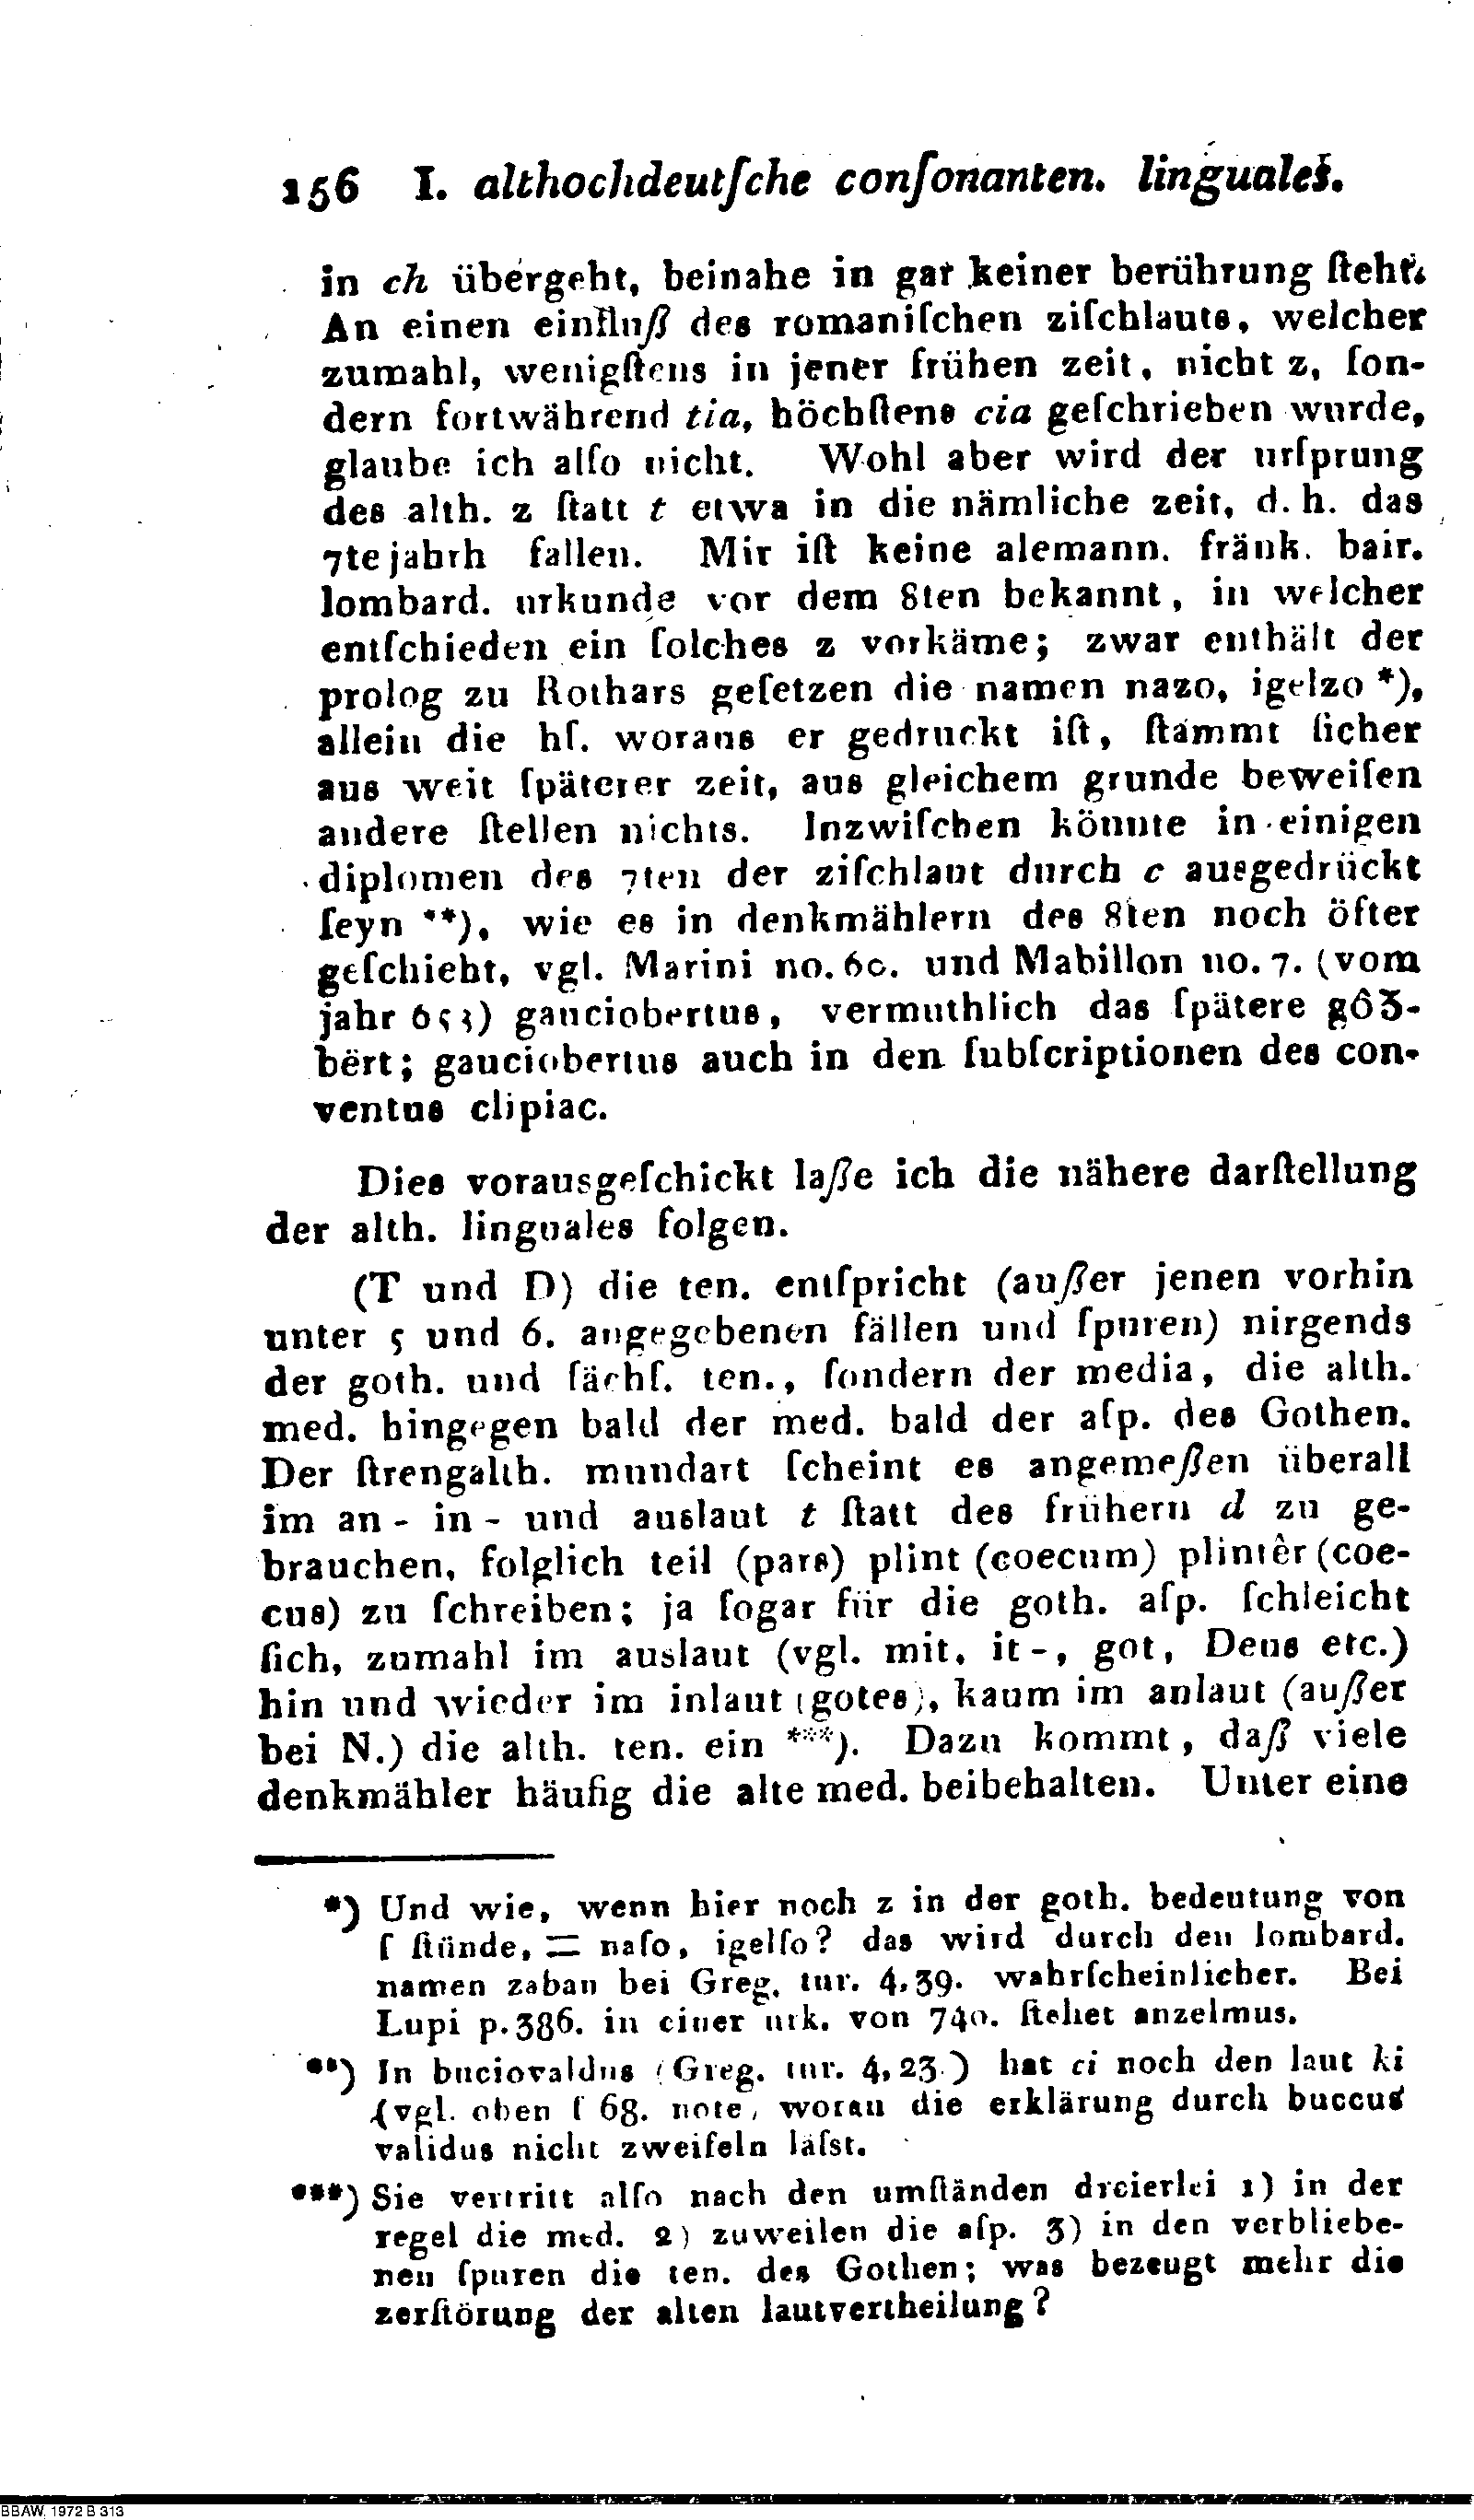 156 I. althochdeutſche conſonanten. linguales.
in ch übergeht, beinahe in gar keiner berührung ſteht.
An einen einfluß des romaniſchen ziſchlauts, welcher
zumahl, wenigſtens in jener frühen zeit, nicht z, ſon-
dern fortwährend tia, höchſtens cia geſchrieben wurde,
glaube ich alſo nicht. Wohl aber wird der urſprung
des alth. z ſtatt t etwa in die nämliche zeit, d. h. das
7te jahrh fallen. Mir iſt keine alemann. fränk. bair.
lombard. urkunde vor dem 8ten bekannt, in welcher
entſchieden ein ſolches z vorkäme; zwar enthält der
prolog zu Rothars geſetzen die namen nazo, igelzo *),
allein die hſ. woraus er gedruckt iſt, ſtammt ſicher
aus weit ſpäterer zeit, aus gleichem grunde beweiſen
andere ſtellen nichts. Inzwiſchen könnte in einigen
diplomen des 7ten der ziſchlaut durch c ausgedrückt
ſeyn **), wie es in denkmählern des 8ten noch öfter
geſchieht, vgl. Marini no. 60. und Mabillon no. 7. (vom
jahr 653) gauciobertus, vermuthlich das ſpätere gôƷ-
bërt; gauciobertus auch in den ſubſcriptionen des con-
ventus clipiac.
Dies vorausgeſchickt laße ich die nähere darſtellung
der alth. linguales folgen.
(T und D) die ten. entſpricht (außer jenen vorhin
unter 5 und 6. angegebenen fällen und ſpuren) nirgends
der goth. und ſächſ. ten., ſondern der media, die alth.
med. hingegen bald der med. bald der aſp. des Gothen.
Der ſtrengalth. mundart ſcheint es angemeßen überall
im an- in- und auslaut t ſtatt des frühern d zu ge-
brauchen, folglich teil (pars) plint (coecum) plintêr (coe-
cus) zu ſchreiben; ja ſogar für die goth. aſp. ſchleicht
ſich, zumahl im auslaut (vgl. mit, it-, got, Deus etc.)
hin und wieder im inlaut (gotes), kaum im anlaut (außer
bei N.) die alth. ten. ein ***). Dazu kommt, daß viele
denkmähler häufig die alte med. beibehalten. Unter eine
*) Und wie, wenn hier noch z in der goth. bedeutung von
ſ ſtünde, = naſo, igelſo? das wird durch den lombard.
namen zaban bei Greg. tur. 4, 39. wahrſcheinlicher. Bei
Lupi p. 386. in einer urk. von 740. ſtehet anzelmus.
**) In buciovaldus (Greg. tur. 4, 23.) hat ci noch den laut ki
(vgl. oben ſ 68. note, woran die erklärung durch buccus
validus nicht zweifeln läſst.
***) Sie vertritt alſo nach den umſtänden dreierlei 1) in der
regel die med. 2) zuweilen die aſp. 3) in den verbliebe-
nen ſpuren die ten. des Gothen; was bezeugt mehr die
zerſtörung der alten lautvertheilung?
BBAW, 1972 B 313